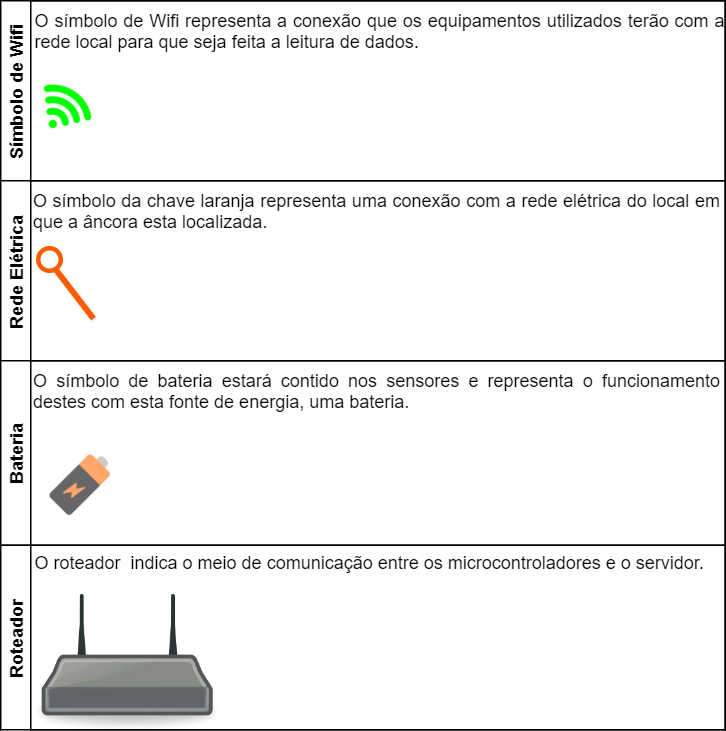 Símbolo de Wifi
O símbolo de Wifi representa a conexão que os equipamentos utilizados terão com a
rede local para que seja feita a leitura de dados.
Rede Elétrica
O símbolo da chave laranja representa uma conexão com a rede elétrica do local em
que a âncora esta localizada.
Bateria
O símbolo de bateria estará contido nos sensores e representa o funcionamento
destes com esta fonte de energia, uma bateria.
Roteador
O roteador indica o meio de comunicação entre os microcontroladores e o servidor.